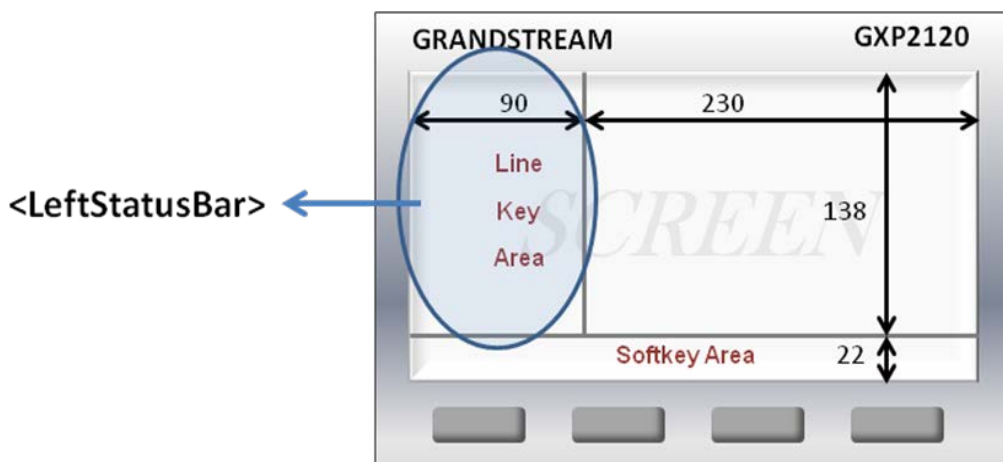 GRANDSTREAM GXP2120
90 230
Line
Key
Area
SCREEN
138
<LeftStatusBar>
Softkey Area 22